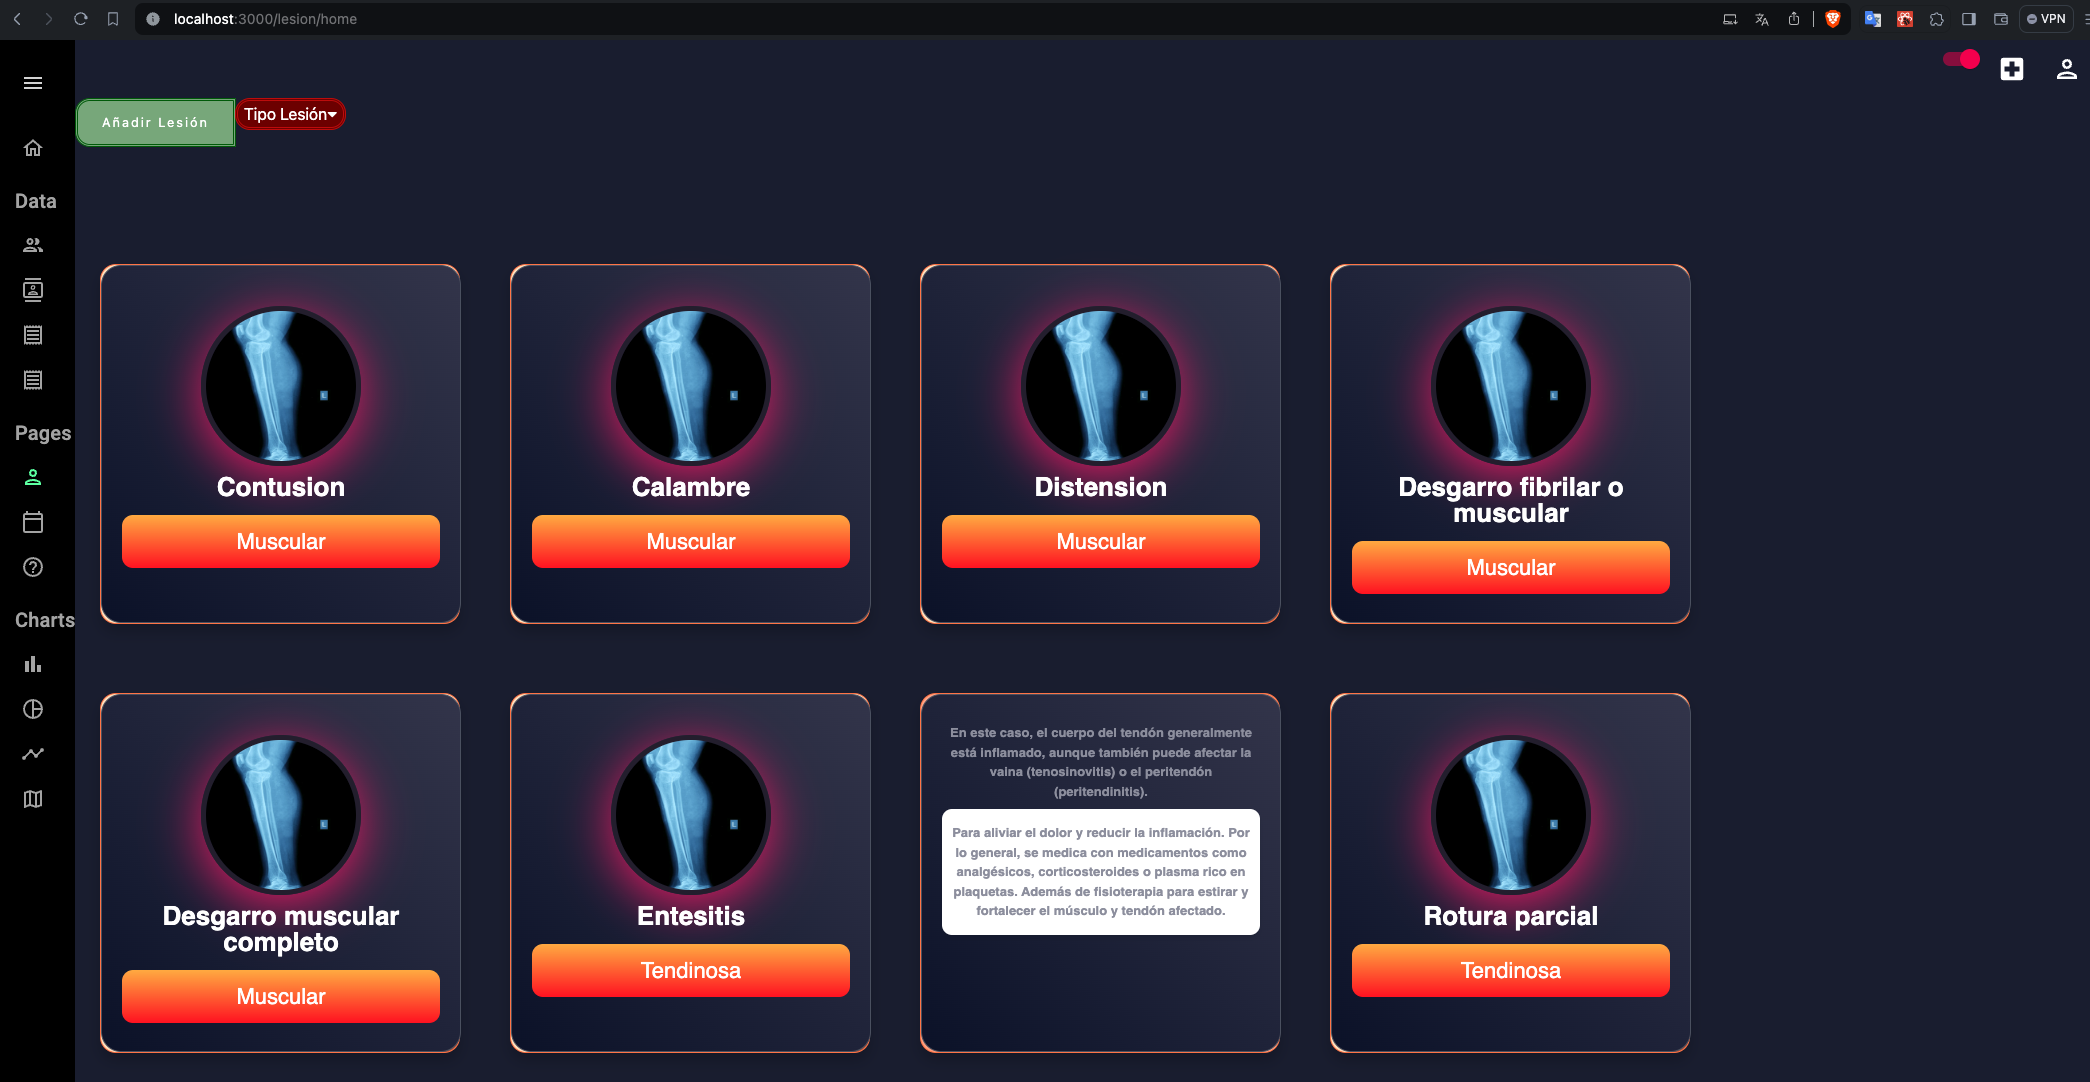 localhost:3000/lesion/home
VPN
Añadir Lesión
Tipo Lesión
Data
Pages
Charts
Contusion
Muscular
Calambre
Muscular
Distension
Muscular
Desgarro fibrilar o
muscular
Muscular
Desgarro muscular
completo
Muscular
Entesitis
Tendinosa
En este caso, el cuerpo del tendón generalmente
está inflamado, aunque también puede afectar la
vaina (tenosinovitis) o el peritendón
(peritendinitis).
Para aliviar el dolor y reducir la inflamación. Por
lo general, se medica con medicamentos como
analgésicos, corticosteroides o plasma rico en
plaquetas. Además de fisioterapia para estirar y
fortalecer el músculo y tendón afectado.
Rotura parcial
Tendinosa